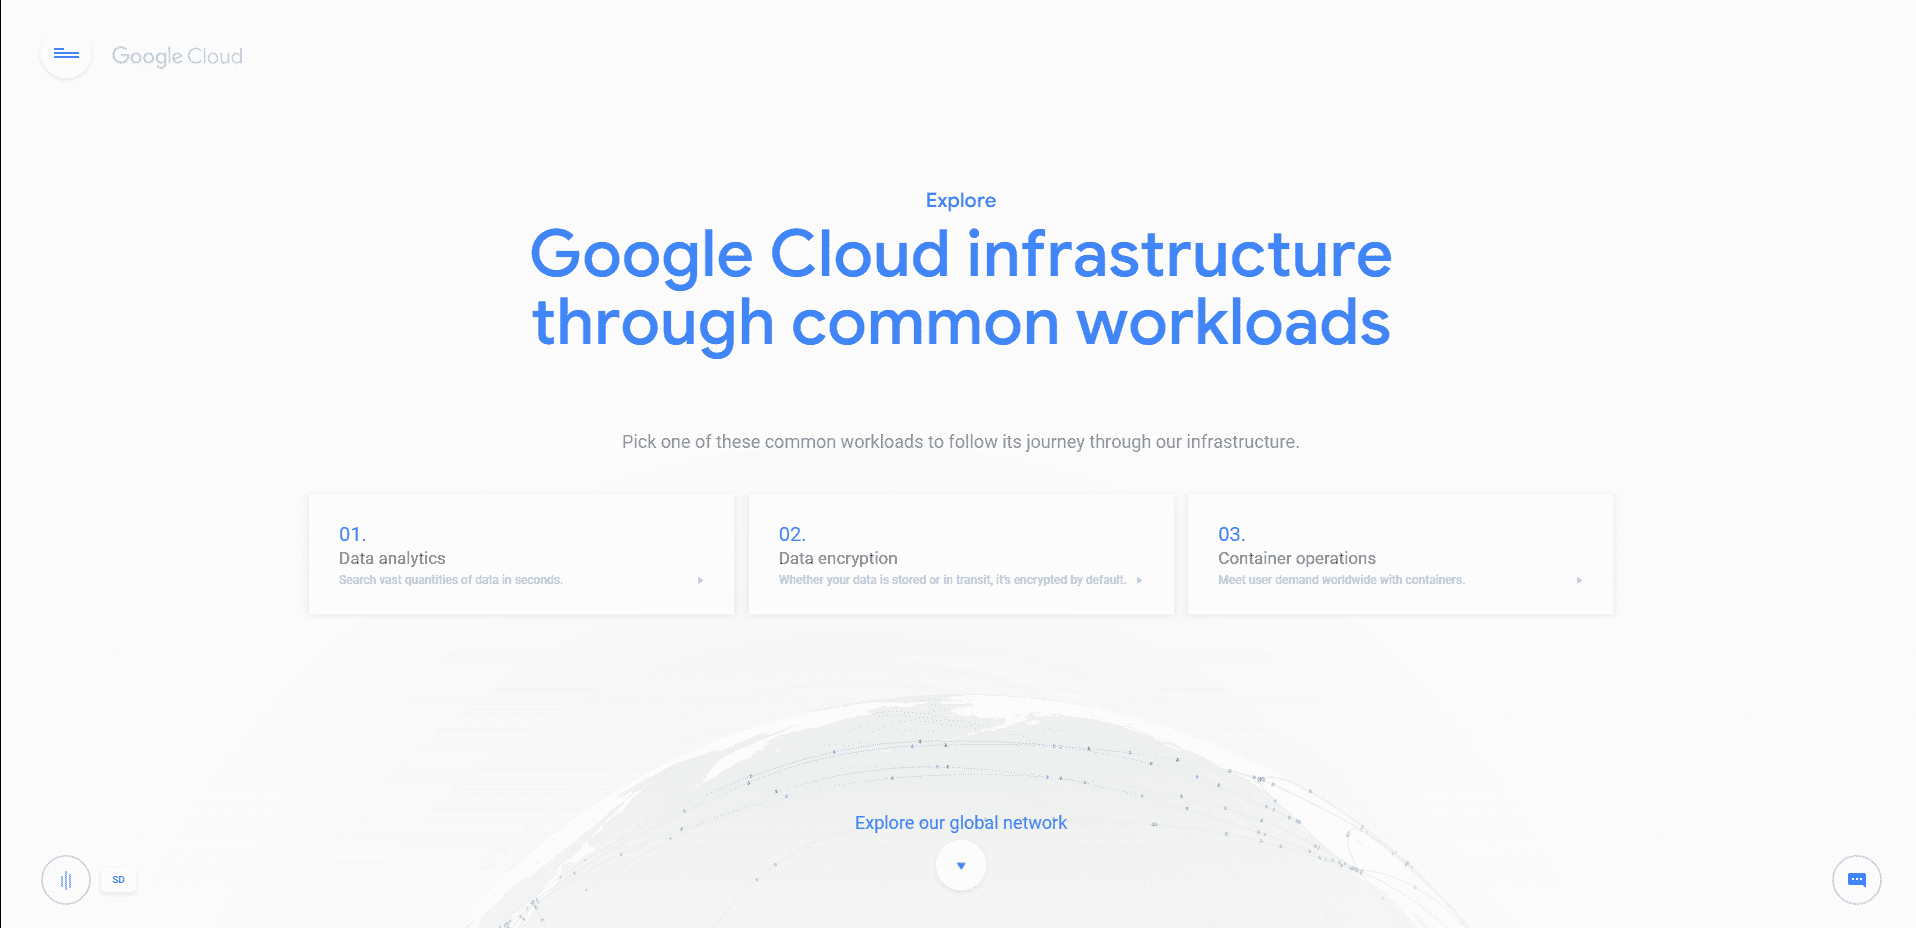 Google Cloud
Explore
Google Cloud infrastructure
through common workloads
Pick one of these common workloads to follow its journey through our infrastructure.
01.
Data analytics
Search vast quantities of data in seconds.
02.
Data encryption
Whether your data is stored or in transit, it's encrypted by default.
03.
Container operations
Meet user demand worldwide with containers.
Explore our global network
SD